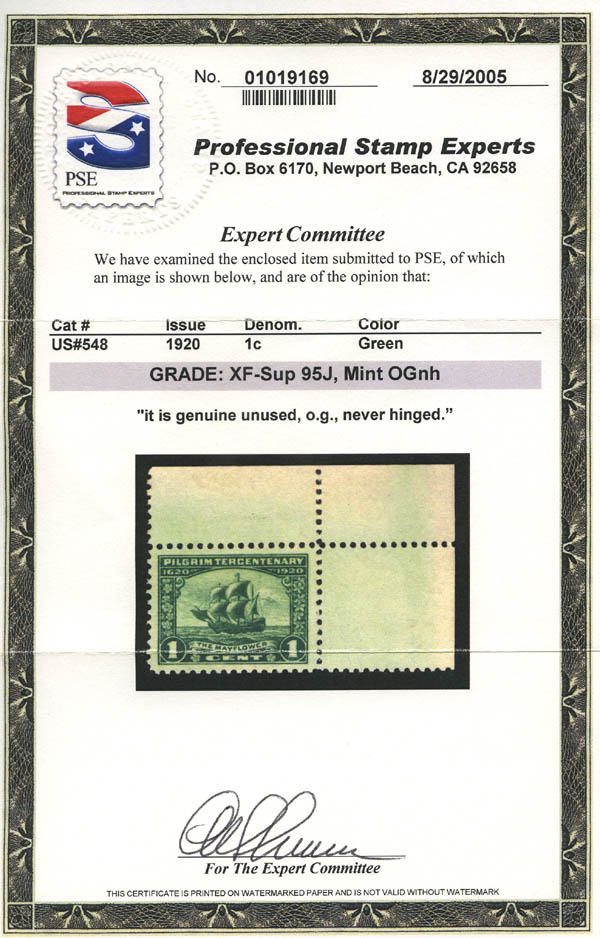 No. 01019169 8/29/2005
PSE
PROFESSIONAL STAMP EXPERTS
Professional Stamp Experts
P.O. Box 6170, Newport Beach, CA 92658
Expert Committee
We have examined the enclosed item submitted to PSE, of which
an image is shown below, and are of the opinion that:
Cat # Issue Denom. Color
US#548 1920 1c Green
GRADE: XF-Sup 95J, Mint OGnh
"it is genuine unused, o.g., never hinged.”
PILGRIM TERCENTENARY
1620 1920
THE MAYFLOWER
1 CENT 1
For The Expert Committee
THIS CERTIFICATE IS PRINTED ON WATERMARKED PAPER AND IS NOT VALID WITHOUT WATERMARK